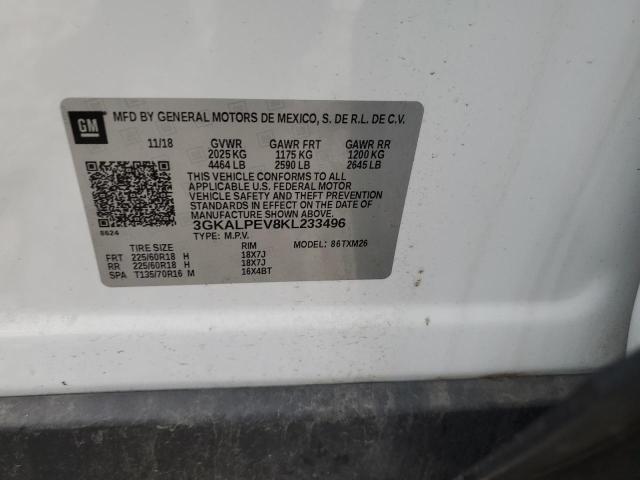 GM
MFD BY GENERAL MOTORS DE MEXICO, S. DE R.L. DE C.V.
11/18 GVWR GAWR FRT GAWR RR
2025 KG 1175 KG 1200 KG
4464 LB 2590 LB 2645 LB
THIS VEHICLE CONFORMS TO ALL
APPLICABLE U.S. FEDERAL MOTOR
VEHICLE SAFETY AND THEFT PREVENTION
STANDARDS IN EFFECT ON THE DATE OF
MANUFACTURE SHOWN ABOVE.
3GKALPEV8KL233496
8624
TYPE: M.P.V. MODEL: 86TXM26
TIRE SIZE RIM
FRT 225/60R18 H 18X7J
RR 225/60R18 H 18X7J
SPA T135/70R16 M 16X4BT